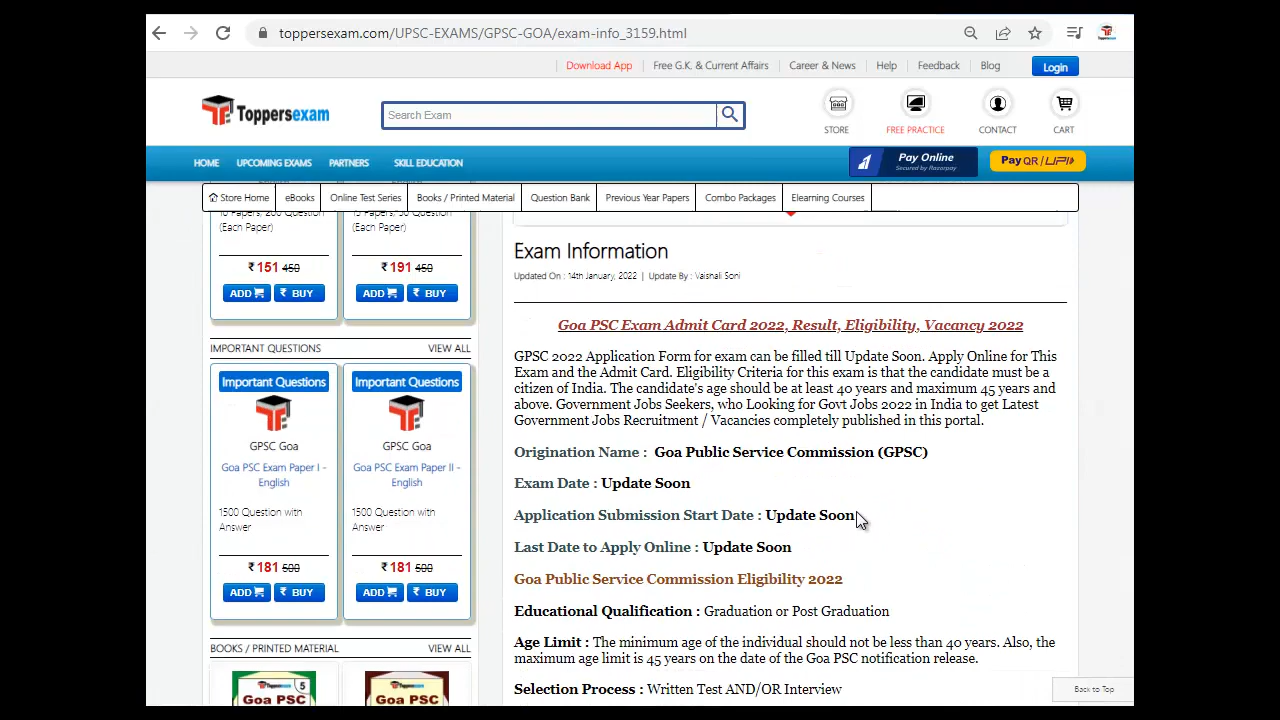 toppersexam.com/UPSC-EXAMS/GPSC-GOA/exam-info_3159.html
Download App
Free G.K. & Current Affairs
Career & News
Help
Feedback
Blog
Login
Toppersexam
Search Exam
STORE
FREE PRACTICE
CONTACT
CART
HOME
UPCOMING EXAMS
PARTNERS
SKILL EDUCATION
Pay Online
Secured by Razorpay
Pay QR / UPI
Store Home
eBooks
Online Test Series
Books / Printed Material
Question Bank
Previous Year Papers
Combo Packages
Elearning Courses
(Each Paper)
(Each Paper)
₹ 151 450
₹ 191 450
ADD
₹ BUY
ADD
₹ BUY
IMPORTANT QUESTIONS
VIEW ALL
Important Questions
GPSC Goa
Goa PSC Exam Paper I -
English
1500 Question with
Answer
₹ 181 500
ADD
₹ BUY
Important Questions
GPSC Goa
Goa PSC Exam Paper II -
English
1500 Question with
Answer
₹ 181 500
ADD
₹ BUY
BOOKS / PRINTED MATERIAL
VIEW ALL
Toppersexam
5
Goa PSC
Toppersexam
Goa PSC
Exam Information
Updated On : 14th January, 2022 | Update By : Vaishali Soni
Goa PSC Exam Admit Card 2022, Result, Eligibility, Vacancy 2022
GPSC 2022 Application Form for exam can be filled till Update Soon. Apply Online for This
Exam and the Admit Card. Eligibility Criteria for this exam is that the candidate must be a
citizen of India. The candidate's age should be at least 40 years and maximum 45 years and
above. Government Jobs Seekers, who Looking for Govt Jobs 2022 in India to get Latest
Government Jobs Recruitment / Vacancies completely published in this portal.
Origination Name : Goa Public Service Commission (GPSC)
Exam Date : Update Soon
Application Submission Start Date : Update Soon
Last Date to Apply Online : Update Soon
Goa Public Service Commission Eligibility 2022
Educational Qualification : Graduation or Post Graduation
Age Limit : The minimum age of the individual should not be less than 40 years. Also, the
maximum age limit is 45 years on the date of the Goa PSC notification release.
Selection Process : Written Test AND/OR Interview
Back to Top